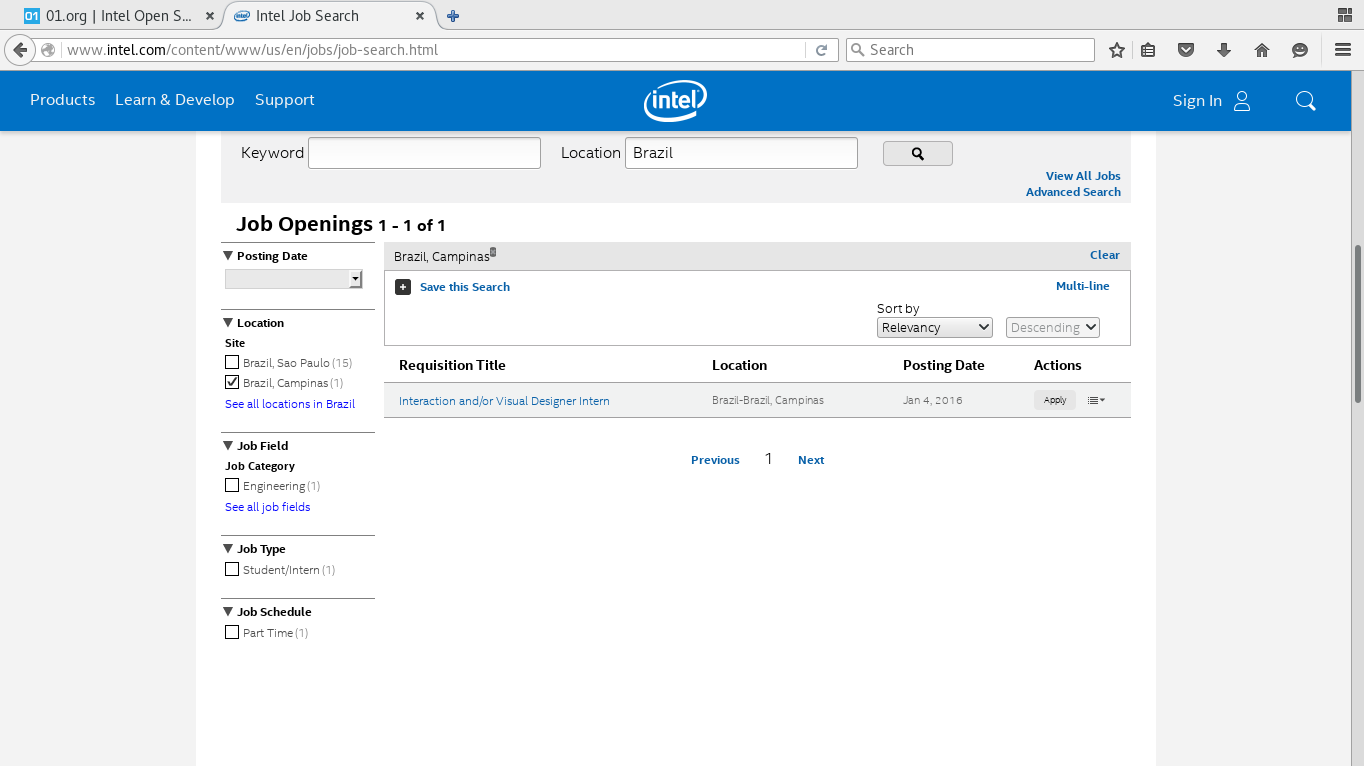 01.org | Intel Open S...
Intel Job Search
www.intel.com/content/www/us/en/jobs/job-search.html
Search
Products
Learn & Develop
Support
intel
Sign In
Keyword
Location
Brazil
View All Jobs
Advanced Search
Job Openings 1 - 1 of 1
Posting Date
Location
Site
Brazil, Sao Paulo (15)
Brazil, Campinas (1)
See all locations in Brazil
Job Field
Job Category
Engineering (1)
See all job fields
Job Type
Student/Intern (1)
Job Schedule
Part Time (1)
Brazil, Campinas
Clear
Save this Search
Multi-line
Sort by
Relevancy
Descending
Requisition Title Location Posting Date Actions
Interaction and/or Visual Designer Intern Brazil-Brazil, Campinas Jan 4, 2016 Apply
Previous 1 Next